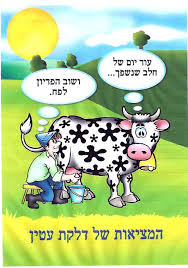 עוד יום של
חלב שנשפך...
ושוב הפריון
לפח.
המציאות של דלקת עטין